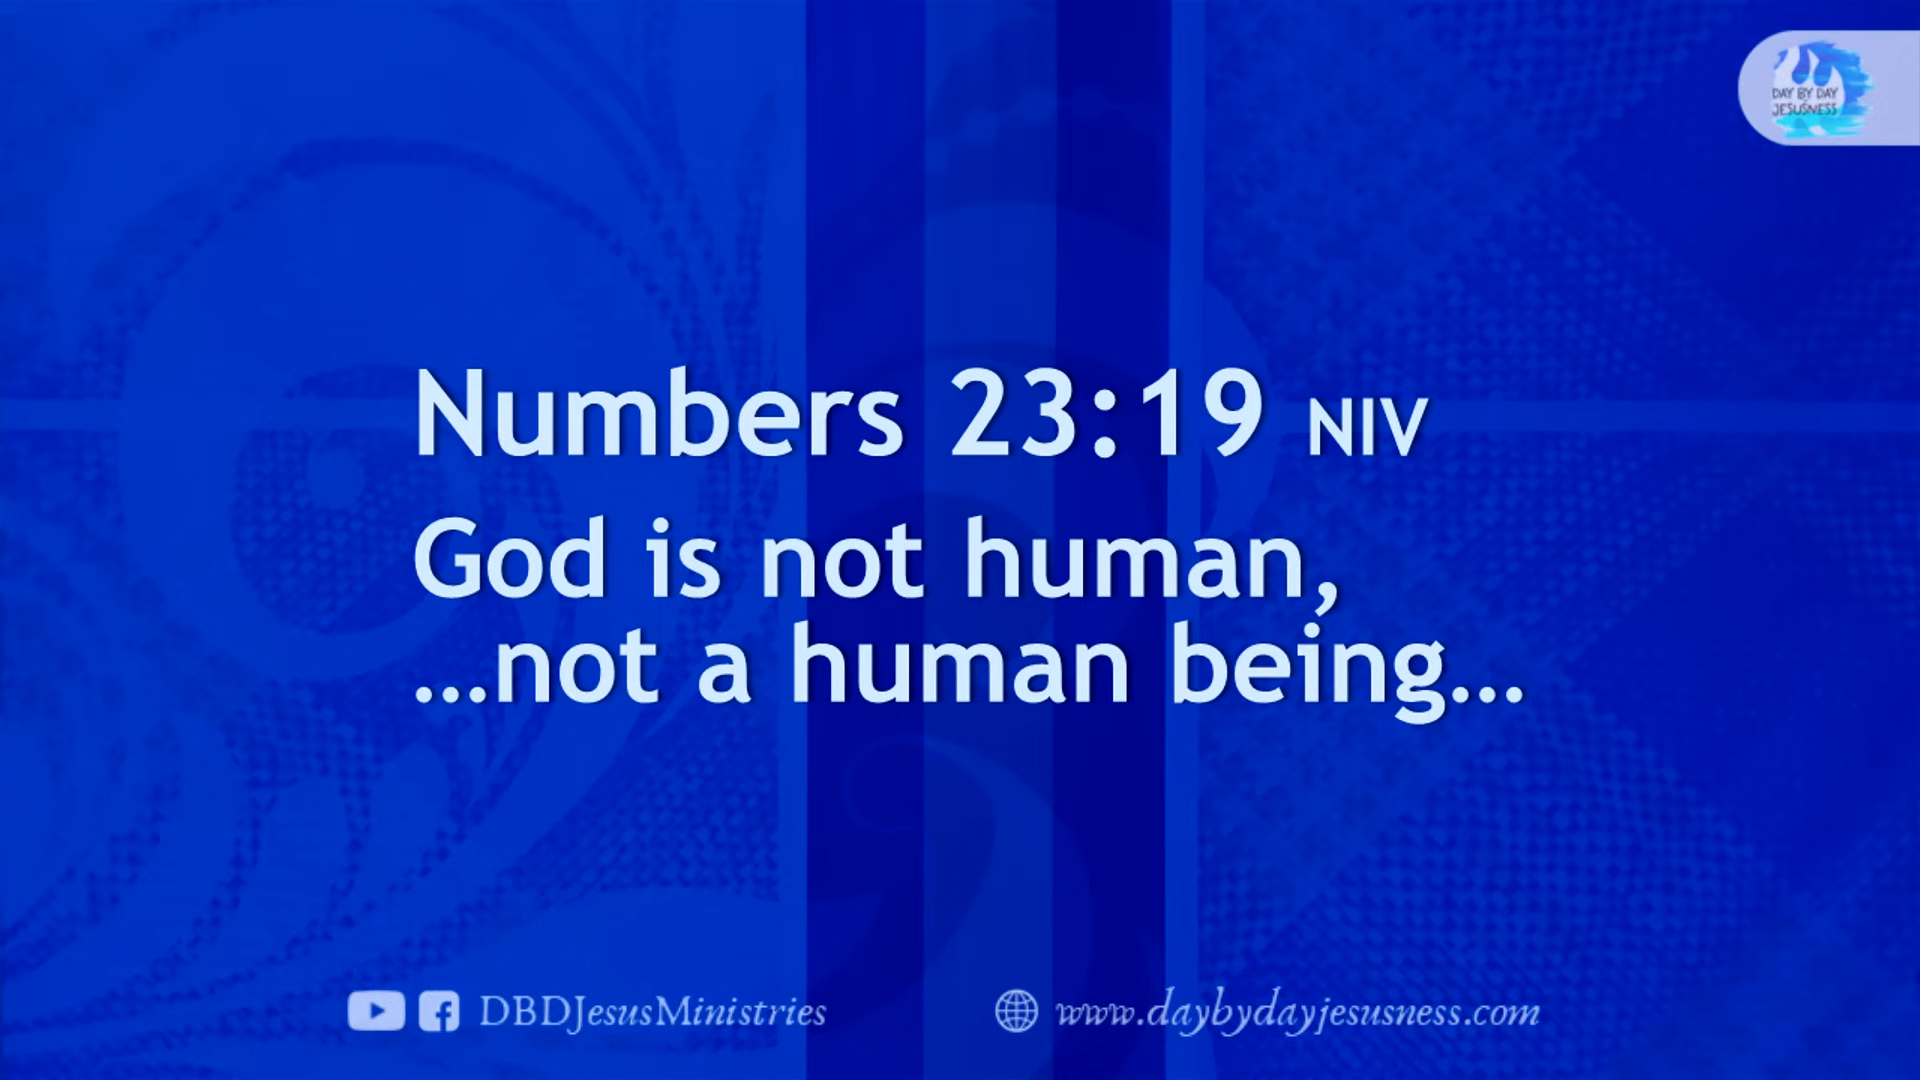 DAY BY DAY
JESUSNESS
Numbers 23:19 NIV
God is not human,
...not a human being...
DBDJesusMinistries
www.daybydayjesusness.com